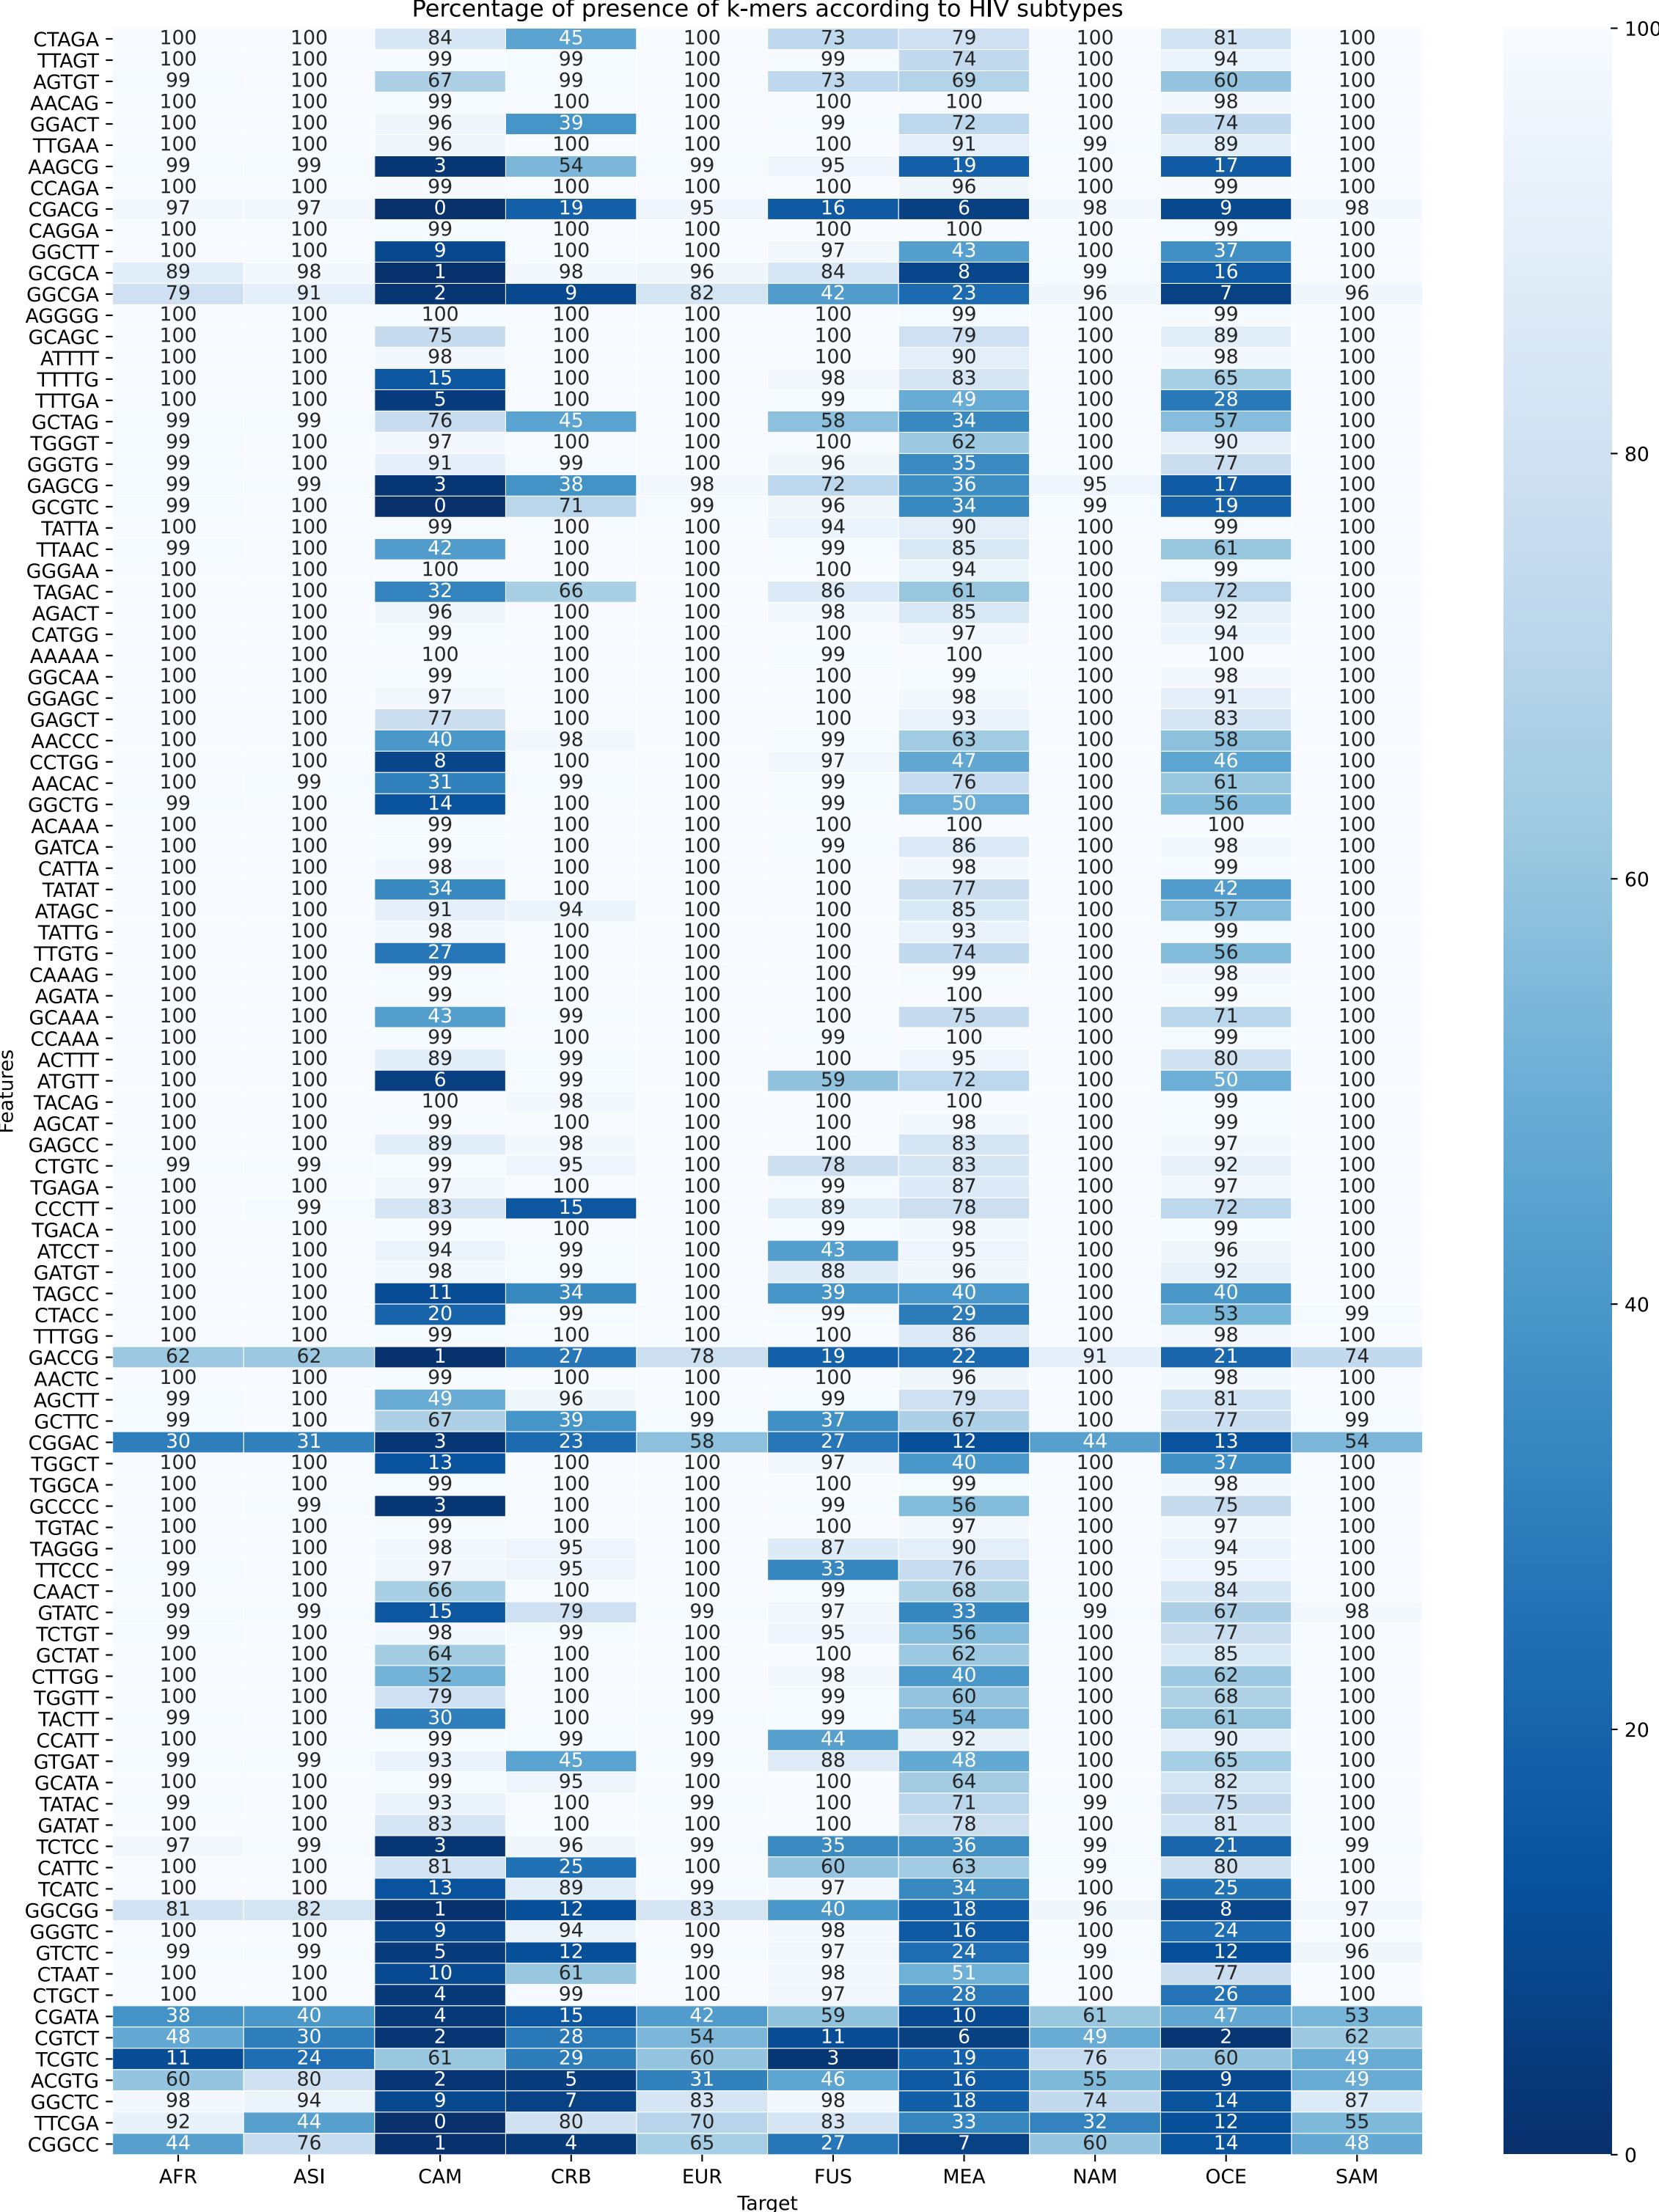 Percentage of presence of k-mers according to HIV subtypes
CTAGA 100 100 84 45 100 73 79 100 81 100
TTAGT 100 100 99 99 100 99 74 100 94 100
AGTGT 99 100 67 99 100 73 69 100 60 100
AACAG 100 100 99 100 100 100 100 100 98 100
GGACT 100 100 96 39 100 99 72 100 74 100
TTGAA 100 100 96 100 100 100 91 99 89 100
AAGCG 99 99 3 54 99 95 19 100 17 100
CCAGA 100 100 99 100 100 100 96 100 99 100
CGACG 97 97 0 19 95 16 6 98 9 98
CAGGA 100 100 99 100 100 100 100 100 99 100
GGCTT 100 100 9 100 100 97 43 100 37 100
GCGCA 89 98 1 98 96 84 8 99 16 100
GGCGA 79 91 2 9 82 42 23 96 7 96
AGGGG 100 100 100 100 100 100 99 100 99 100
GCAGC 100 100 75 100 100 100 79 100 89 100
ATTTT 100 100 98 100 100 100 90 100 98 100
TTTTG 100 100 15 100 100 98 83 100 65 100
TTTGA 100 100 5 100 100 99 49 100 28 100
GCTAG 99 99 76 45 100 58 34 100 57 100
TGGGT 99 100 97 100 100 100 62 100 90 100
GGGTG 99 100 91 99 100 96 35 100 77 100
GAGCG 99 99 3 38 98 72 36 95 17 100
GCGTC 99 100 0 71 99 96 34 99 19 100
TATTA 100 100 99 100 100 94 90 100 99 100
TTAAC 99 100 42 100 100 99 85 100 61 100
GGGAA 100 100 100 100 100 100 94 100 99 100
TAGAC 100 100 32 66 100 86 61 100 72 100
AGACT 100 100 96 100 100 98 85 100 92 100
CATGG 100 100 99 100 100 100 97 100 94 100
AAAAA 100 100 100 100 100 99 100 100 100 100
GGCAA 100 100 99 100 100 100 99 100 98 100
GGAGC 100 100 97 100 100 100 98 100 91 100
GAGCT 100 100 77 100 100 100 93 100 83 100
AACCC 100 100 40 98 100 99 63 100 58 100
CCTGG 100 100 8 100 100 97 47 100 46 100
AACAC 100 99 31 99 100 99 76 100 61 100
GGCTG 99 100 14 100 100 99 50 100 56 100
ACAAA 100 100 99 100 100 100 100 100 100 100
GATCA 100 100 99 100 100 99 86 100 98 100
CATTA 100 100 98 100 100 100 98 100 99 100
TATAT 100 100 34 100 100 100 77 100 42 100
ATAGC 100 100 91 94 100 100 85 100 57 100
TATTG 100 100 98 100 100 100 93 100 99 100
TTGTG 100 100 27 100 100 100 74 100 56 100
CAAAG 100 100 99 100 100 100 99 100 98 100
AGATA 100 100 99 100 100 100 100 100 99 100
GCAAA 100 100 43 99 100 100 75 100 71 100
CCAAA 100 100 99 100 100 99 100 100 99 100
ACTTT 100 100 89 99 100 100 95 100 80 100
ATGTT 100 100 6 99 100 59 72 100 50 100
TACAG 100 100 100 98 100 100 100 100 99 100
AGCAT 100 100 99 100 100 100 98 100 99 100
GAGCC 100 100 89 98 100 100 83 100 97 100
CTGTC 99 99 99 95 100 78 83 100 92 100
TGAGA 100 100 97 100 100 99 87 100 97 100
CCCTT 100 99 83 15 100 89 78 100 72 100
TGACA 100 100 99 100 100 99 98 100 99 100
ATCCT 100 100 94 99 100 43 95 100 96 100
GATGT 100 100 98 99 100 88 96 100 92 100
TAGCC 100 100 11 34 100 39 40 100 40 100
CTACC 100 100 20 99 100 99 29 100 53 99
TTTGG 100 100 99 100 100 100 86 100 98 100
GACCG 62 62 1 27 78 19 22 91 21 74
AACTC 100 100 99 100 100 100 96 100 98 100
AGCTT 99 100 49 96 100 99 79 100 81 100
GCTTC 99 100 67 39 99 37 67 100 77 99
CGGAC 30 31 3 23 58 27 12 44 13 54
TGGCT 100 100 13 100 100 97 40 100 37 100
TGGCA 100 100 99 100 100 100 99 100 98 100
GCCCC 100 99 3 100 100 99 56 100 75 100
TGTAC 100 100 99 100 100 100 97 100 97 100
TAGGG 100 100 98 95 100 87 90 100 94 100
TTCCC 99 100 97 95 100 33 76 100 95 100
CAACT 100 100 66 100 100 99 68 100 84 100
GTATC 99 99 15 79 99 97 33 99 67 98
TCTGT 99 100 98 99 100 95 56 100 77 100
GCTAT 100 100 64 100 100 100 62 100 85 100
CTTGG 100 100 52 100 100 98 40 100 62 100
TGGTT 100 100 79 100 100 99 60 100 68 100
TACTT 99 100 30 100 99 99 54 100 61 100
CCATT 100 100 99 99 100 44 92 100 90 100
GTGAT 99 99 93 45 99 88 48 100 65 100
GCATA 100 100 99 95 100 100 64 100 82 100
TATAC 99 100 93 100 99 100 71 99 75 100
GATAT 100 100 83 100 100 100 78 100 81 100
TCTCC 97 99 3 96 99 35 36 99 21 99
CATTC 100 100 81 25 100 60 63 99 80 100
TCATC 100 100 13 89 99 97 34 100 25 100
GGCGG 81 82 1 12 83 40 18 96 8 97
GGGTC 100 100 9 94 100 98 16 100 24 100
GTCTC 99 99 5 12 99 97 24 99 12 96
CTAAT 100 100 10 61 100 98 51 100 77 100
CTGCT 100 100 4 99 100 97 28 100 26 100
CGATA 38 40 4 15 42 59 10 61 47 53
CGTCT 48 30 2 28 54 11 6 49 2 62
TCGTC 11 24 61 29 60 3 19 76 60 49
ACGTG 60 80 2 5 31 46 16 55 9 49
GGCTC 98 94 9 7 83 98 18 74 14 87
TTCGA 92 44 0 80 70 83 33 32 12 55
CGGCC 44 76 1 4 65 27 7 60 14 48
AFR ASI CAM CRB EUR FUS MEA NAM OCE SAM
Target
Features
100
80
60
40
20
0